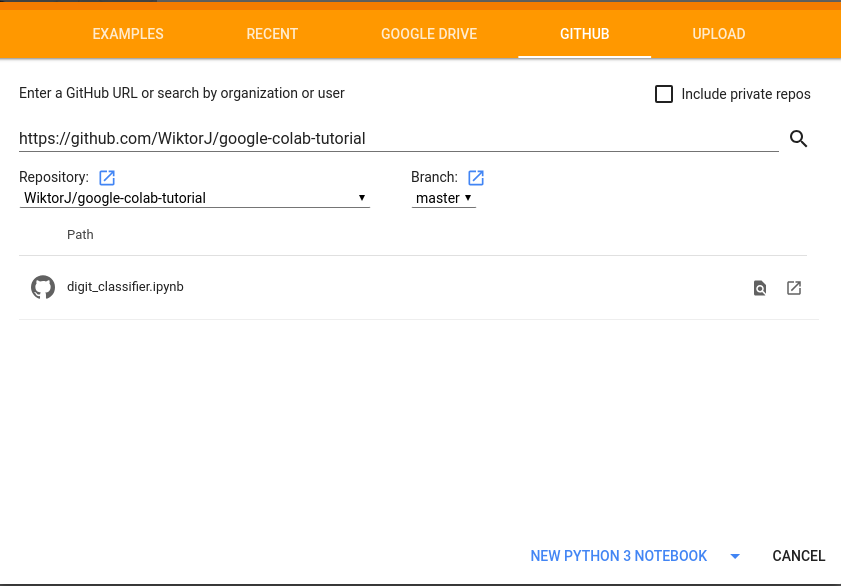 EXAMPLES RECENT GOOGLE DRIVE GITHUB UPLOAD
Enter a GitHub URL or search by organization or user Include private repos
https://github.com/WiktorJ/google-colab-tutorial
Repository: Branch:
WiktorJ/google-colab-tutorial master
Path
digit_classifier.ipynb
NEW PYTHON 3 NOTEBOOK CANCEL